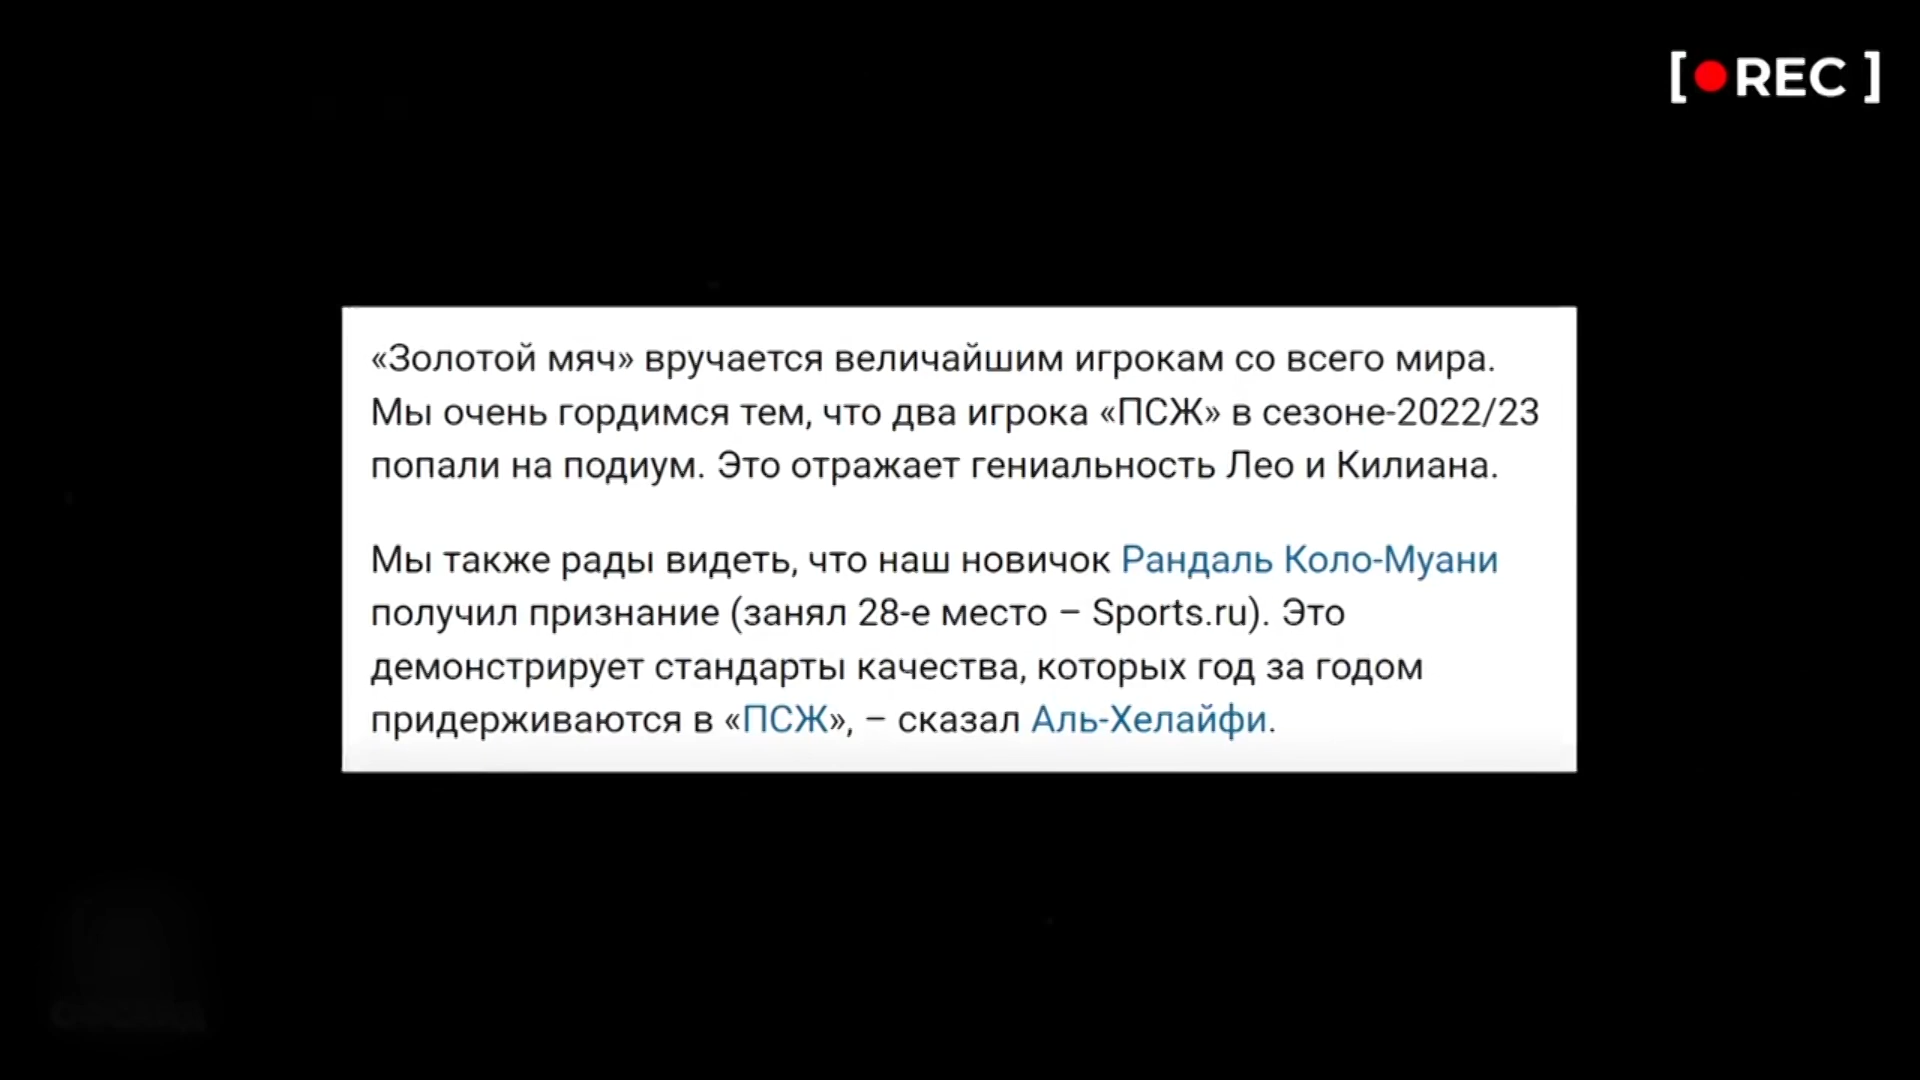 [ REC ]
«Золотой мяч» вручается величайшим игрокам со всего мира.
Мы очень гордимся тем, что два игрока «ПСЖ» в сезоне-2022/23
попали на подиум. Это отражает гениальность Лео и Килиана.
Мы также рады видеть, что наш новичок Рандаль Коло-Муани
получил признание (занял 28-е место – Sports.ru). Это
демонстрирует стандарты качества, которых год за годом
придерживаются в «ПСЖ», – сказал Аль-Хелайфи.